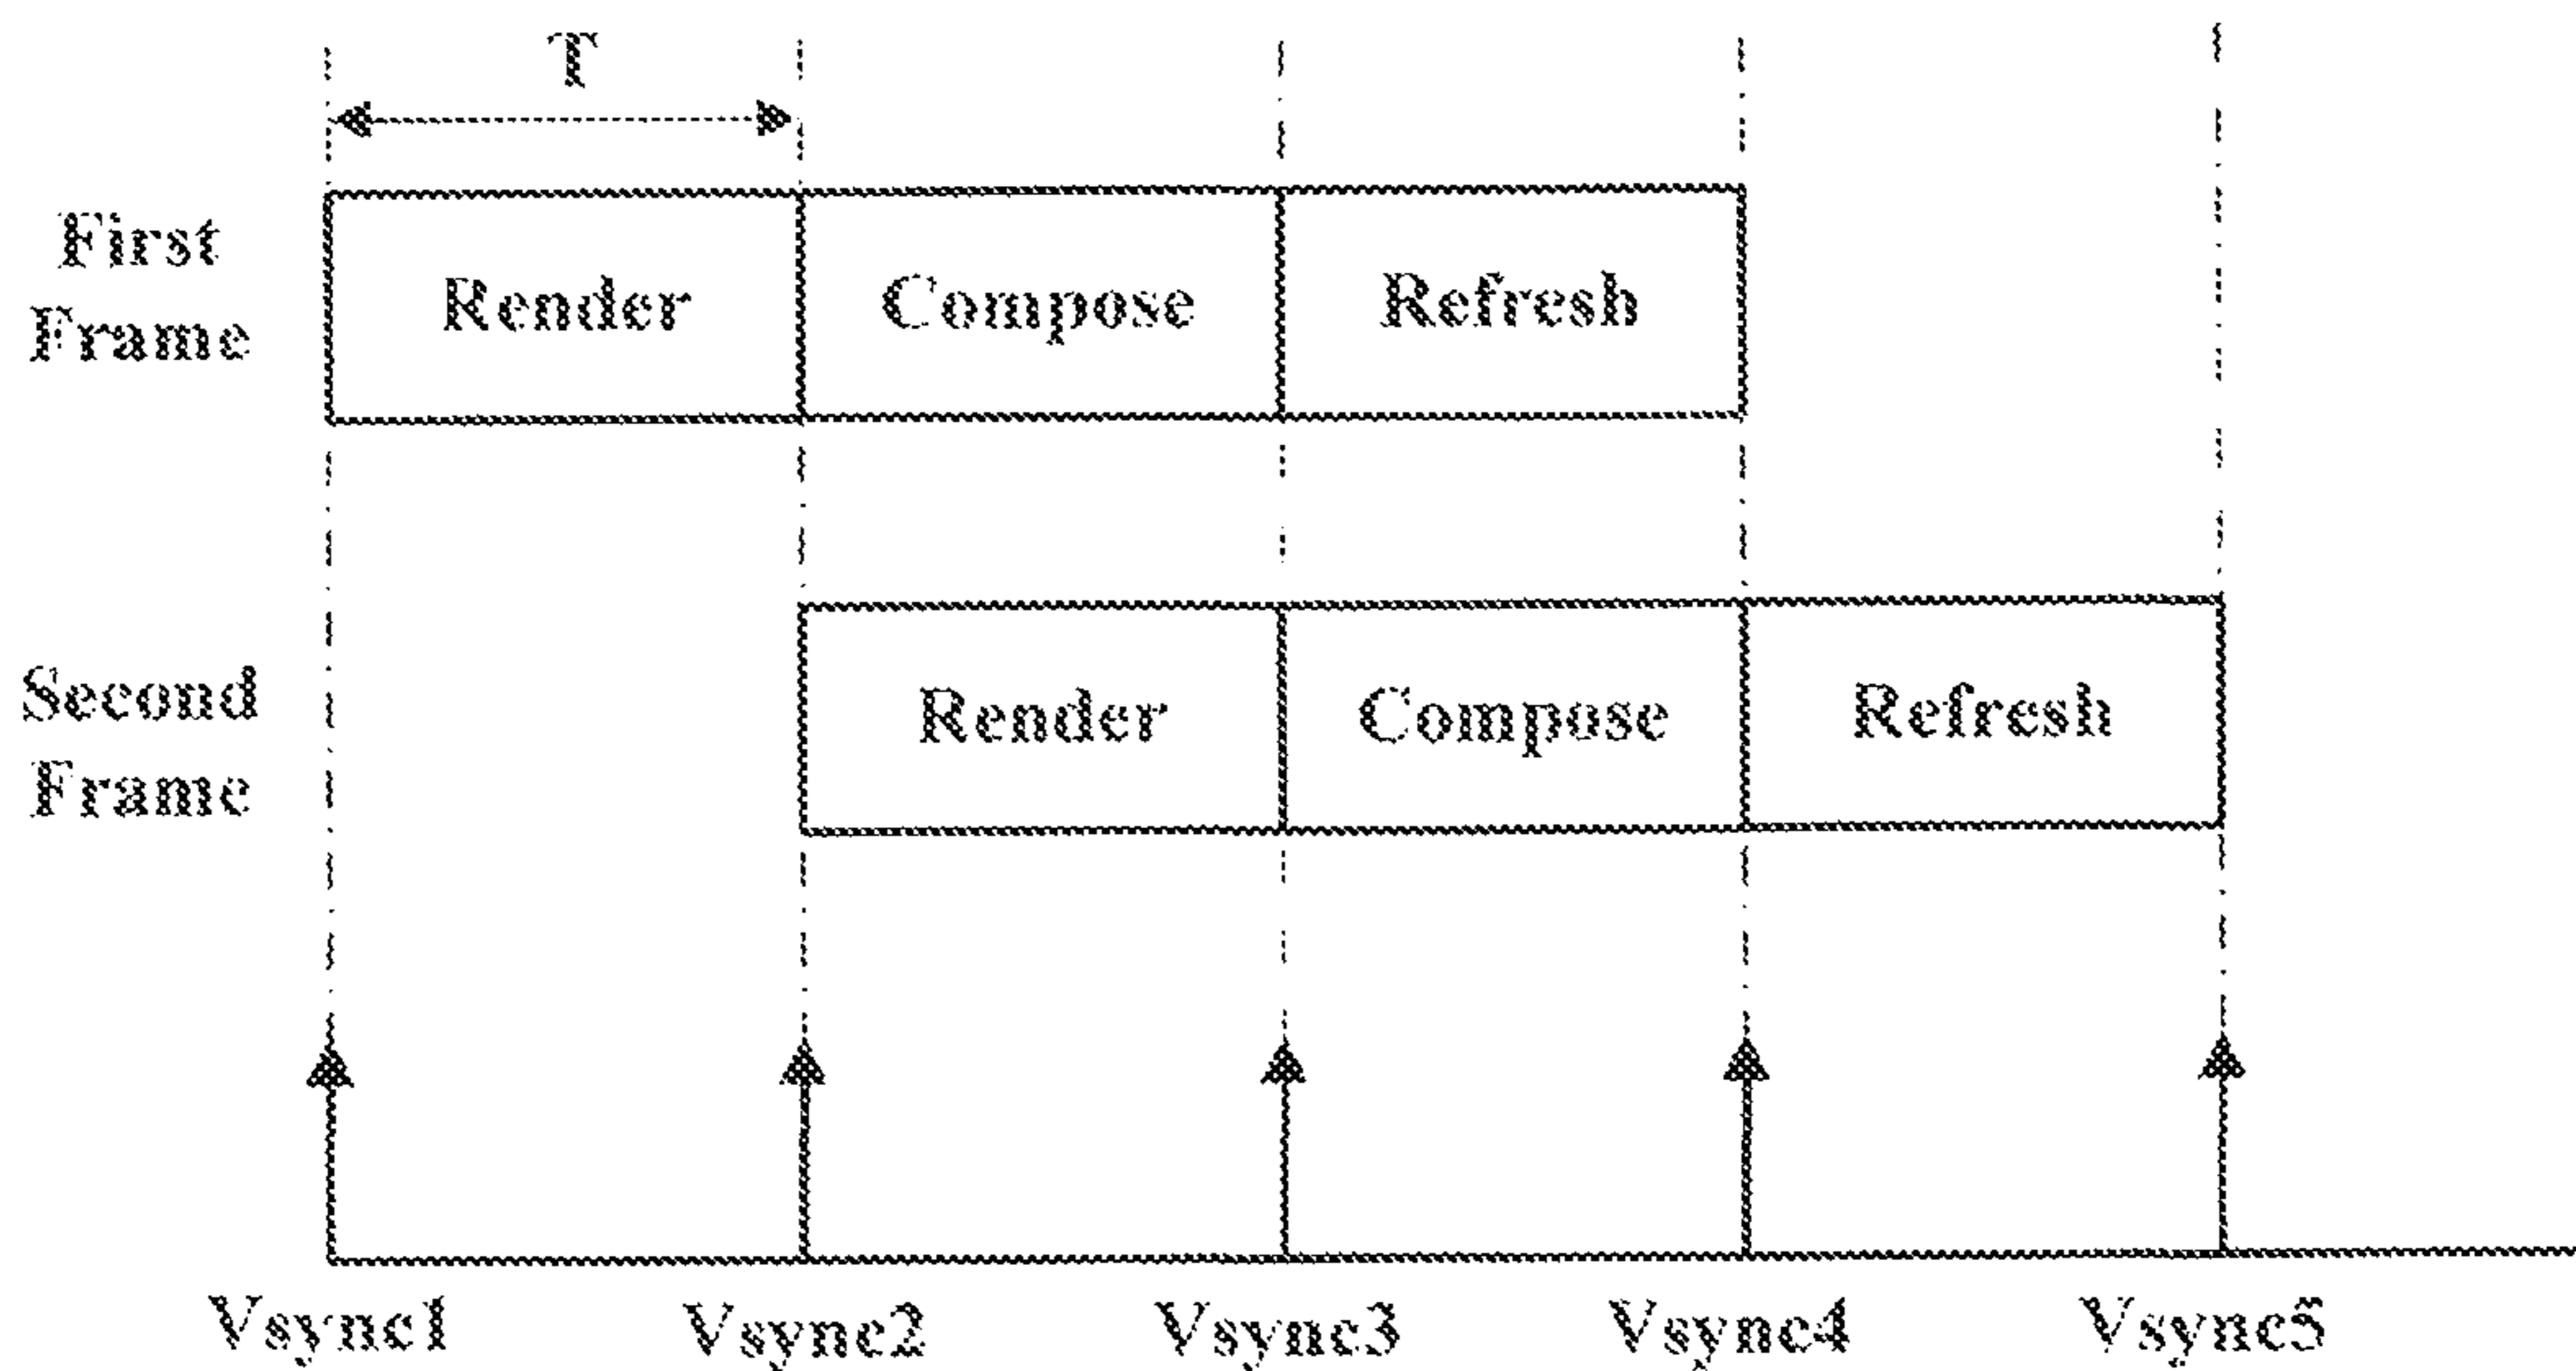 T
First
Frame
Render Compose Refresh
Second
Frame
Render Compose Refresh
Vsync1 Vsync2 Vsync3 Vsync4 Vsync5